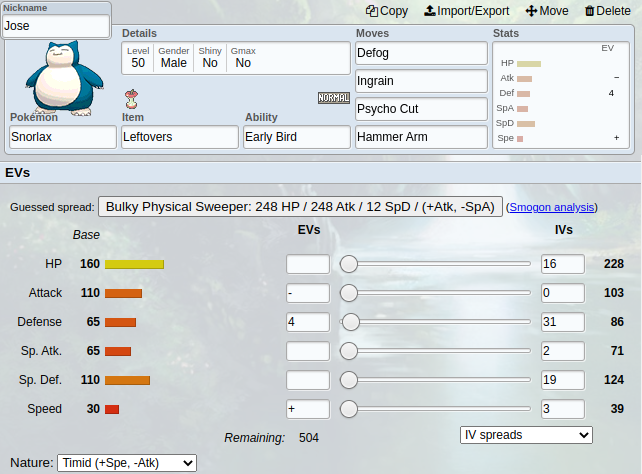 Nickname
Jose
Copy Import/Export Move Delete
Details
Level Gender Shiny Gmax
50 Male No No
NORMAL
Pokémon Item Ability
Snorlax Leftovers Early Bird
Moves
Defog
Ingrain
Psycho Cut
Hammer Arm
Stats
EV
HP
Atk −
Def 4
SpA
SpD
Spe +
EVs
Guessed spread: Bulky Physical Sweeper: 248 HP / 248 Atk / 12 SpD / (+Atk, -SpA) (Smogon analysis)
Base EVs IVs
HP 160 16 228
Attack 110 - 0 103
Defense 65 4 31 86
Sp. Atk. 65 2 71
Sp. Def. 110 19 124
Speed 30 + 3 39
Remaining: 504 IV spreads
Nature: Timid (+Spe, -Atk)